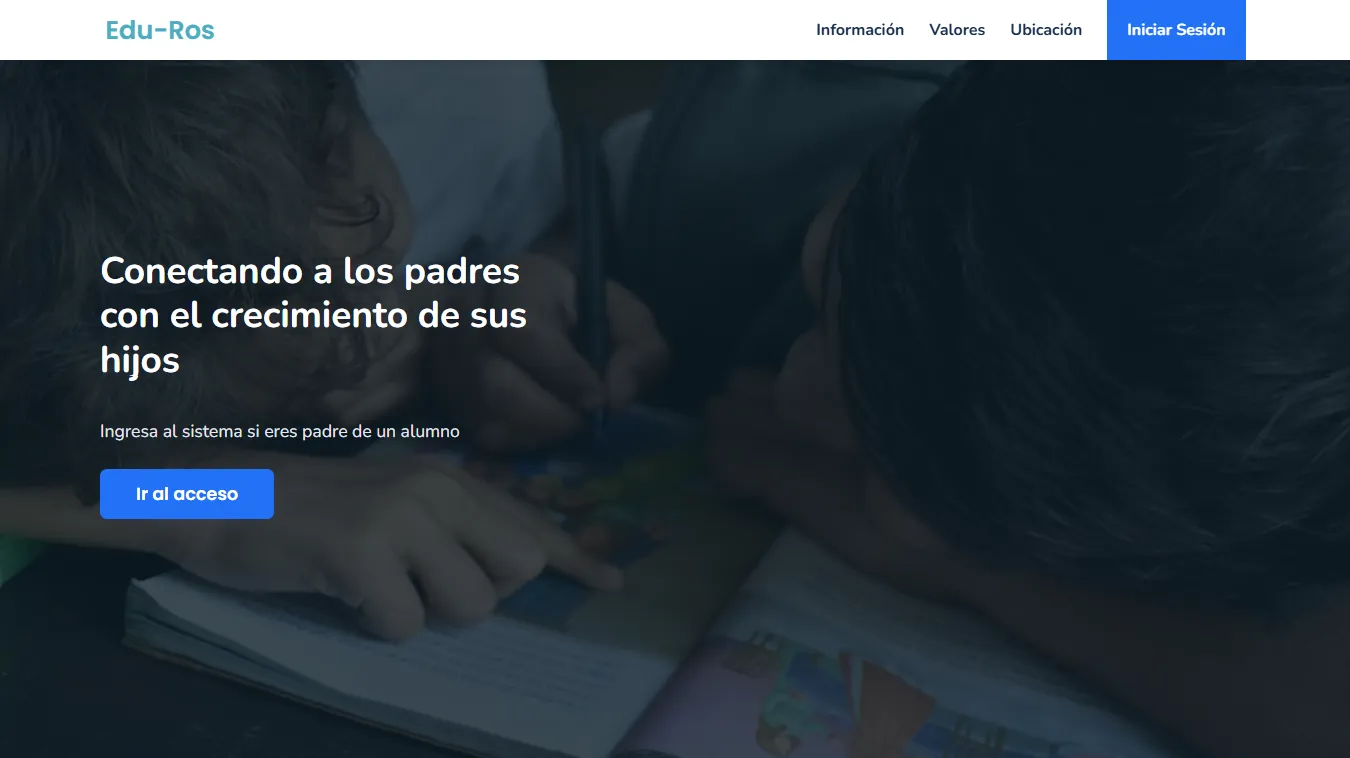 Edu-Ros
Información
Valores
Ubicación
Iniciar Sesión
Conectando a los padres
con el crecimiento de sus
hijos
Ingresa al sistema si eres padre de un alumno
Ir al acceso